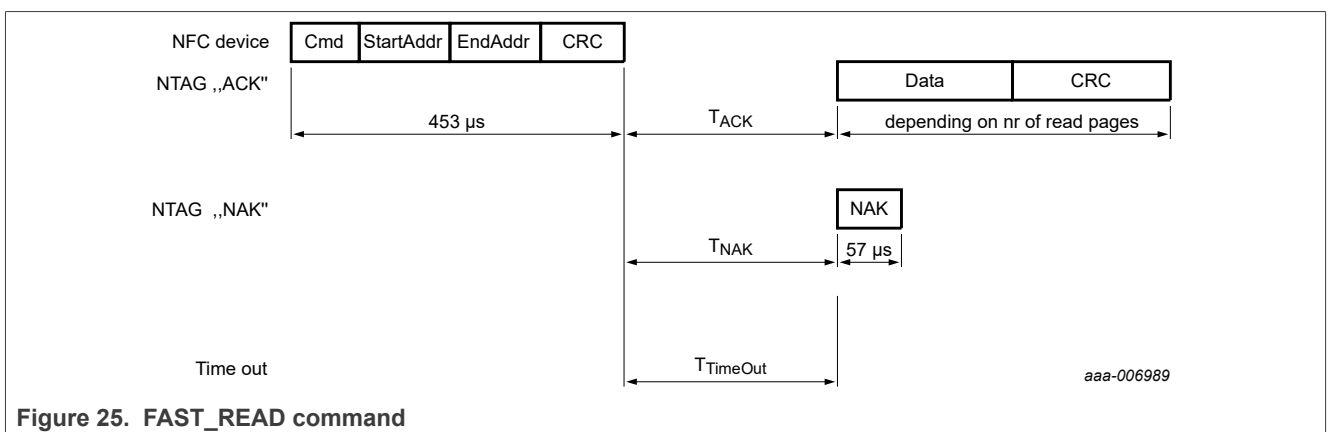 NFC device Cmd StartAddr EndAddr CRC
NTAG ,,ACK" Data CRC
453 µs TACK depending on nr of read pages
NTAG ,,NAK" NAK
TNAK 57 µs
Time out TTimeOut aaa-006989
Figure 25. FAST_READ command